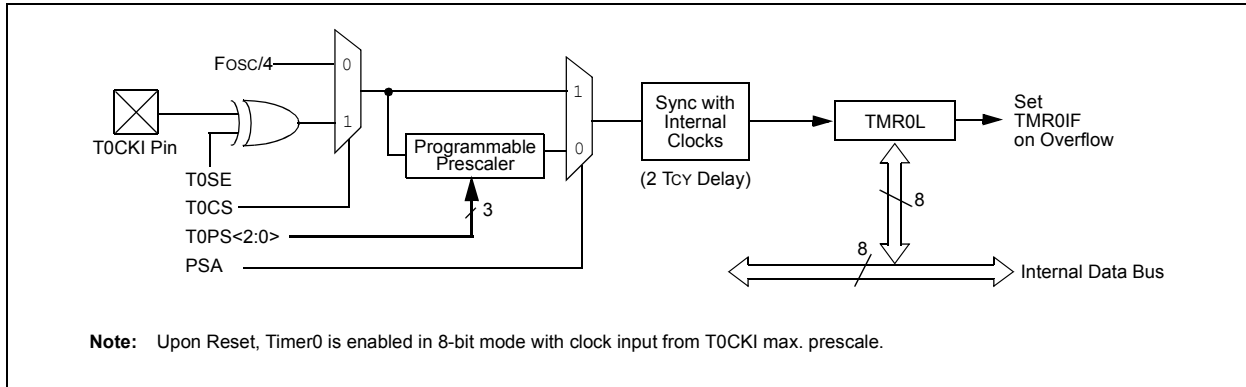 FOSC/4
0
1
T0CKI Pin
T0SE
T0CS
T0PS<2:0>
PSA
Programmable
Prescaler
3
1
0
Sync with
Internal
Clocks
(2 TCY Delay)
TMR0L
Set
TMR0IF
on Overflow
8
8
Internal Data Bus
Note: Upon Reset, Timer0 is enabled in 8-bit mode with clock input from T0CKI max. prescale.